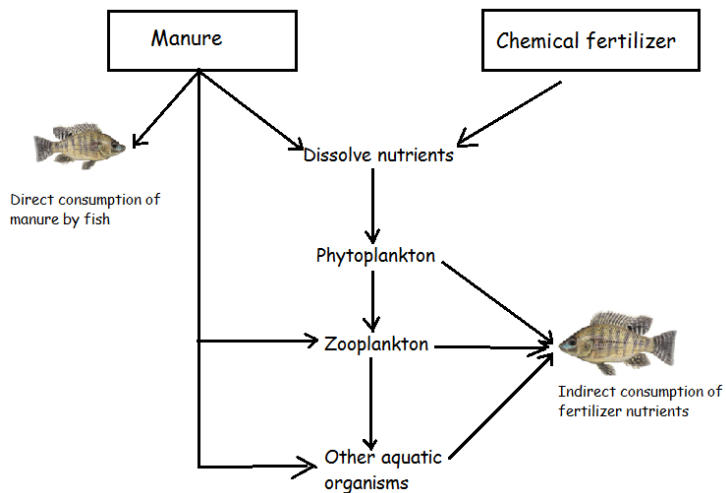 Manure
Chemical fertilizer
Direct consumption of
manure by fish
Dissolve nutrients
Phytoplankton
Zooplankton
Indirect consumption of
fertilizer nutrients
Other aquatic
organisms